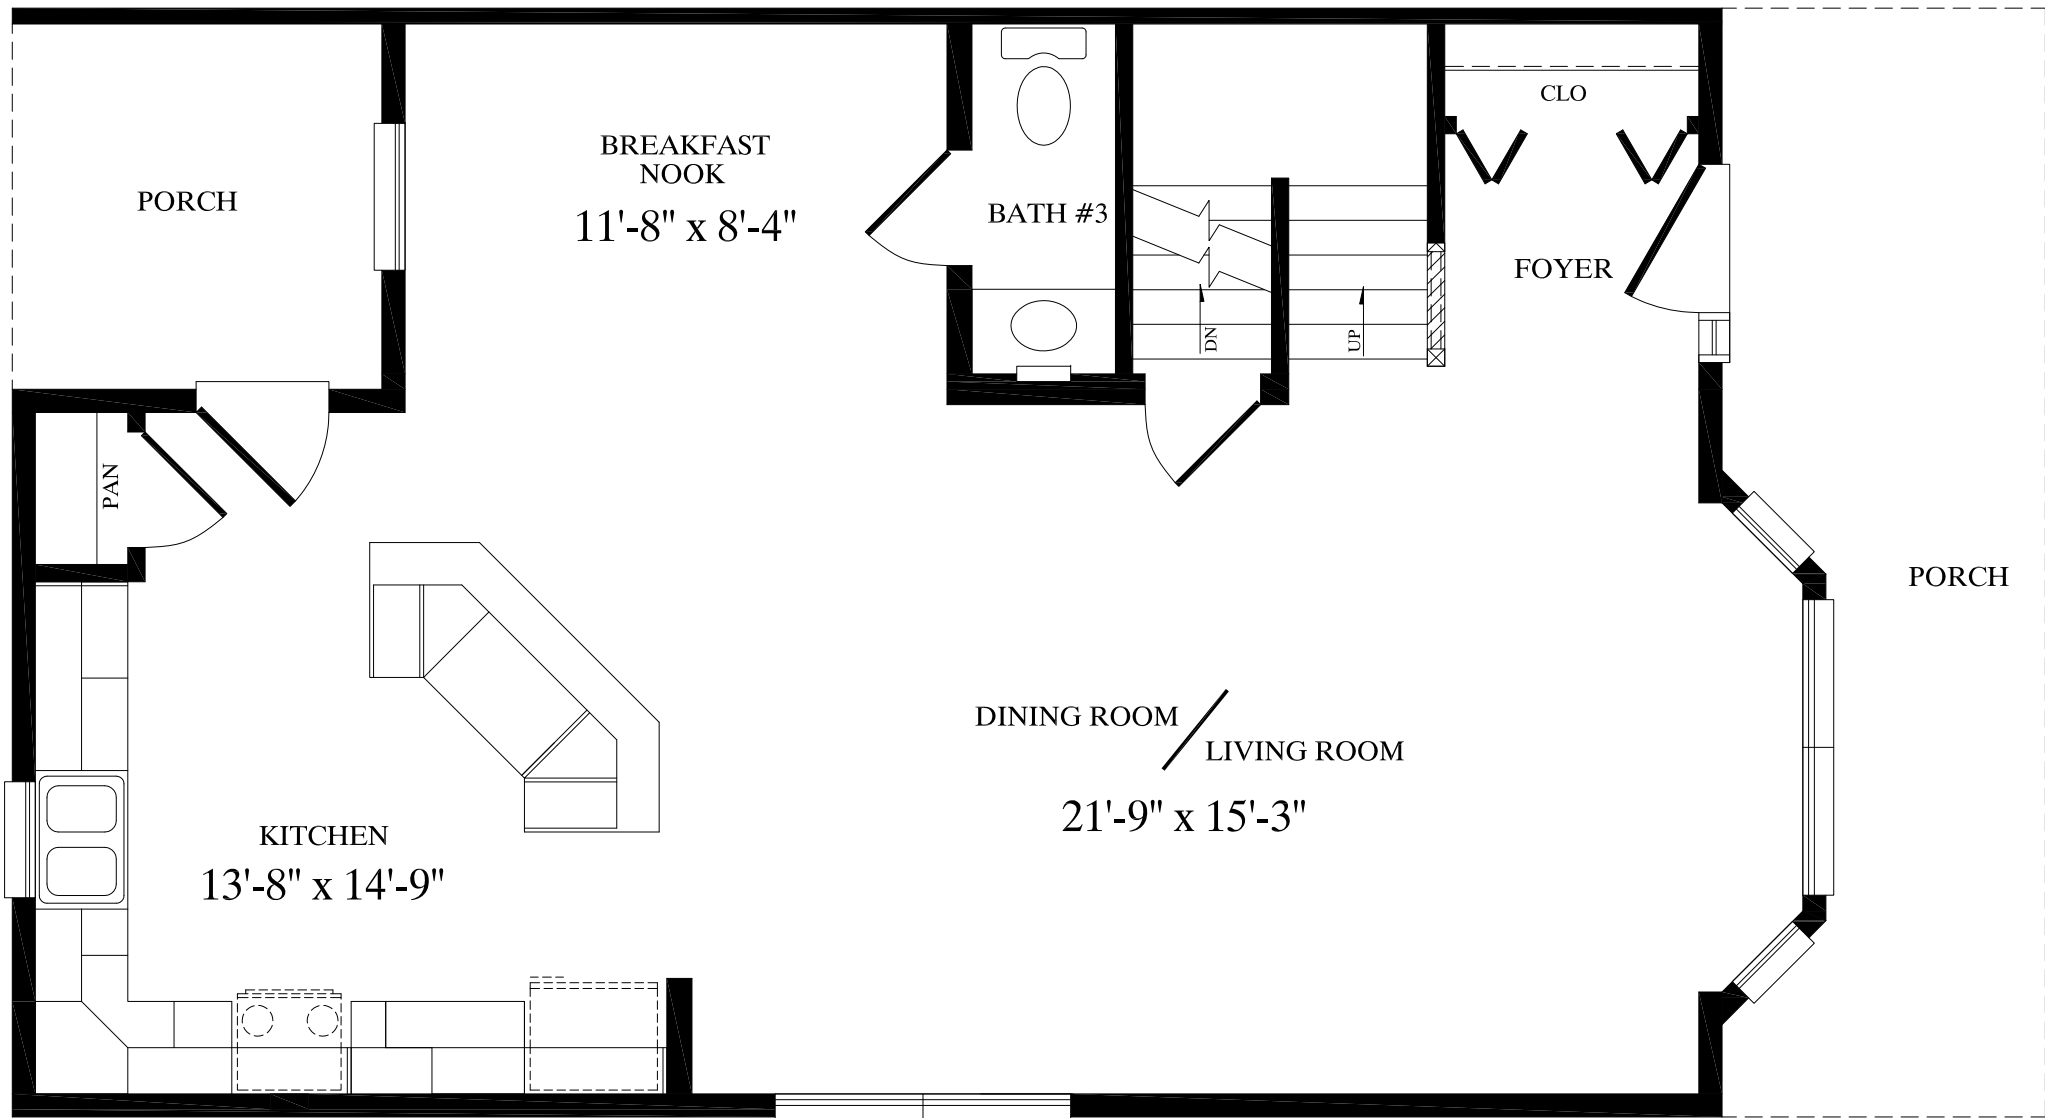 PORCH
BREAKFAST
NOOK
11'-8" x 8'-4"
BATH #3
DN
UP
CLO
FOYER
PAN
PORCH
DINING ROOM
LIVING ROOM
21'-9" x 15'-3"
KITCHEN
13'-8" x 14'-9"